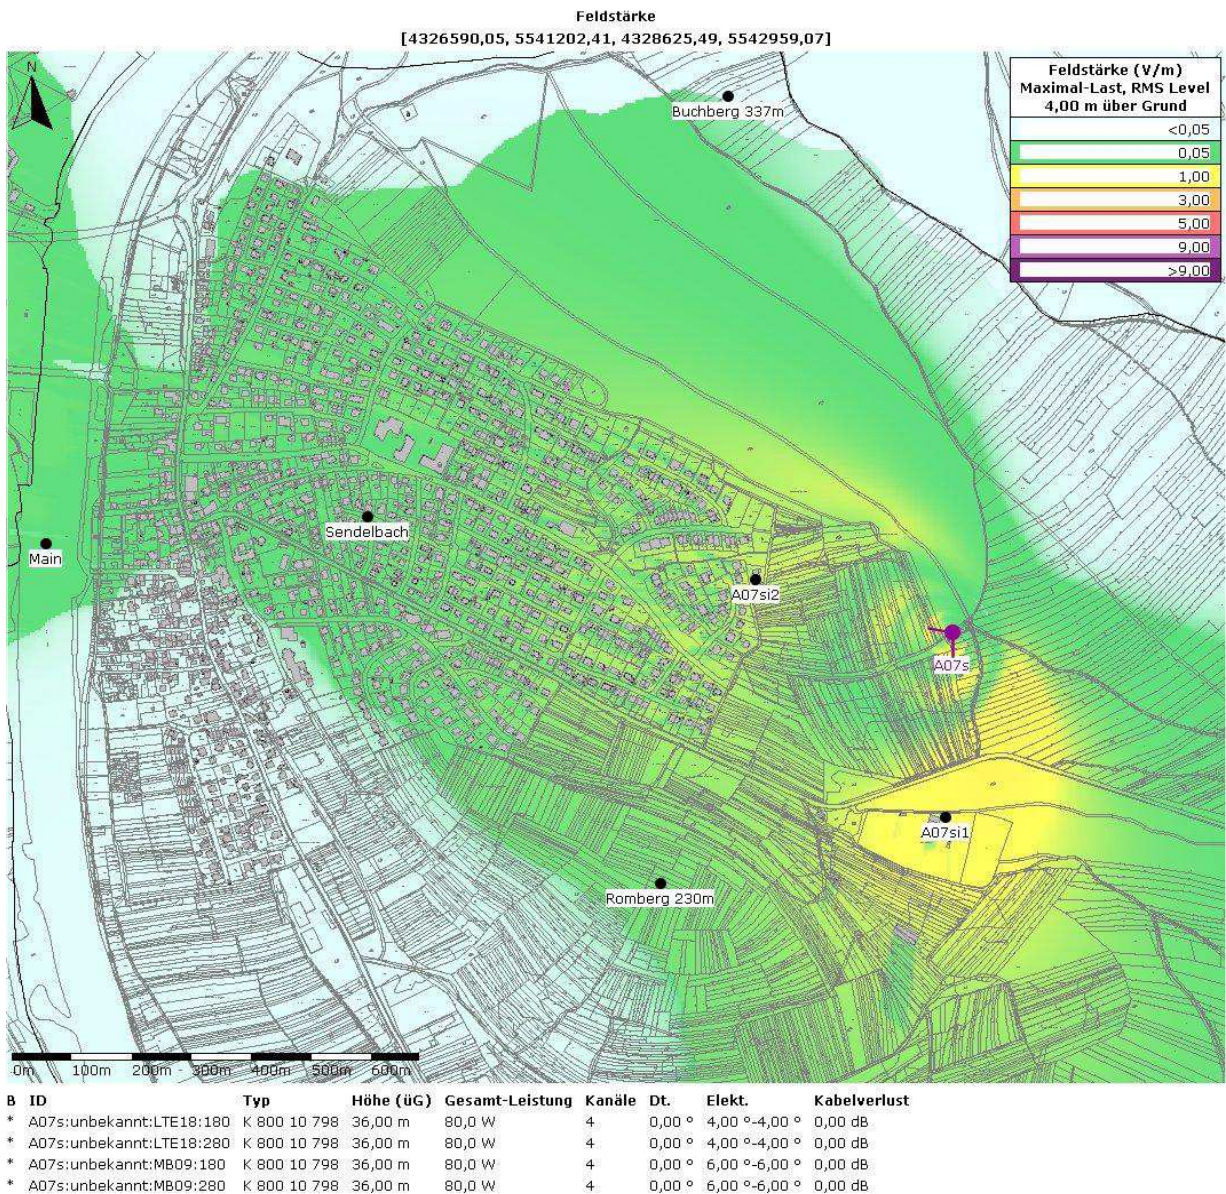 Feldstärke
[4326590,05, 5541202,41, 4328625,49, 5542959,07]
N
Feldstärke (V/m)
Maximal-Last, RMS Level
4,00 m über Grund
<0,05
0,05
1,00
3,00
5,00
9,00
>9,00
Buchberg 337m
Sendelbach
Main
A07si2
A07s
A07si1
Romberg 230m
0m 100m 200m 300m 400m 500m 600m
B ID Typ Höhe (üG) Gesamt-Leistung Kanäle Dt. Elekt. Kabelverlust
* A07s:unbekannt:LTE18:180 K 800 10 798 36,00 m 80,0 W 4 0,00 ° 4,00 °-4,00 ° 0,00 dB
* A07s:unbekannt:LTE18:280 K 800 10 798 36,00 m 80,0 W 4 0,00 ° 4,00 °-4,00 ° 0,00 dB
* A07s:unbekannt:MB09:180 K 800 10 798 36,00 m 80,0 W 4 0,00 ° 6,00 °-6,00 ° 0,00 dB
* A07s:unbekannt:MB09:280 K 800 10 798 36,00 m 80,0 W 4 0,00 ° 6,00 °-6,00 ° 0,00 dB